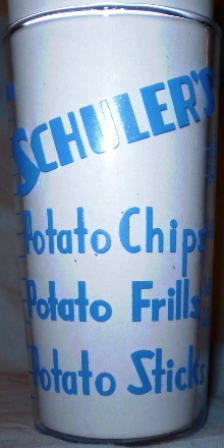 SCHULER'S
Potato Chips
Potato Frills
Potato Sticks